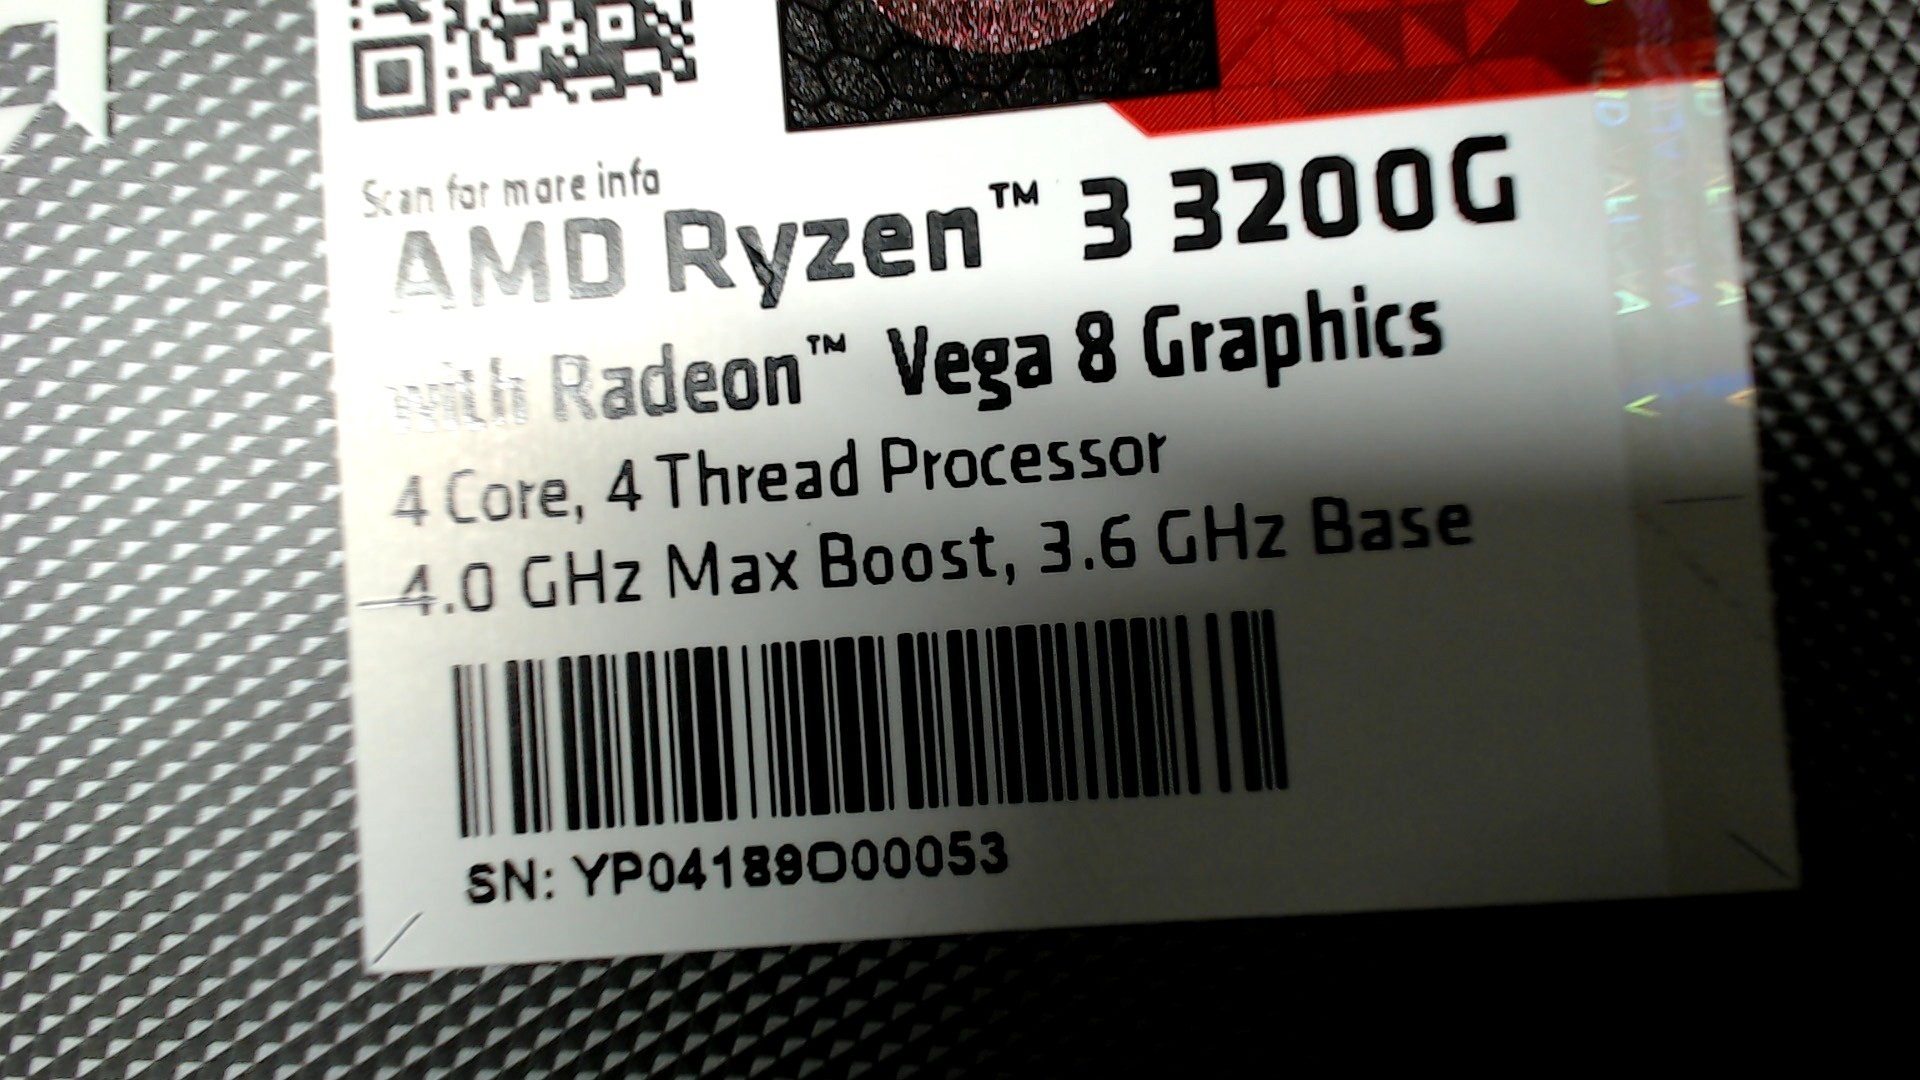 Scan for more info
AMD Ryzen™ 3 3200G
with Radeon™ Vega 8 Graphics
4 Core, 4 Thread Processor
4.0 GHz Max Boost, 3.6 GHz Base
SN: YP04189O00053